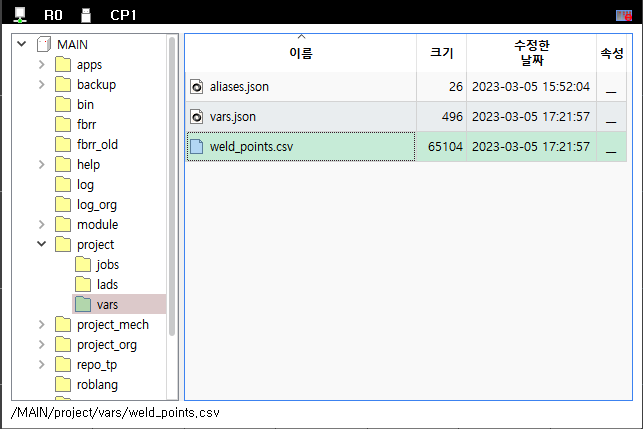 R0 CP1
MAIN
apps
backup
bin
fbrr
fbrr_old
help
log
log_org
module
project
jobs
lads
vars
project_mech
project_org
repo_tp
roblang
이름 크기 수정한 날짜 속성
aliases.json 26 2023-03-05 15:52:04 __
vars.json 496 2023-03-05 17:21:57 __
weld_points.csv 65104 2023-03-05 17:21:57 __
/MAIN/project/vars/weld_points.csv